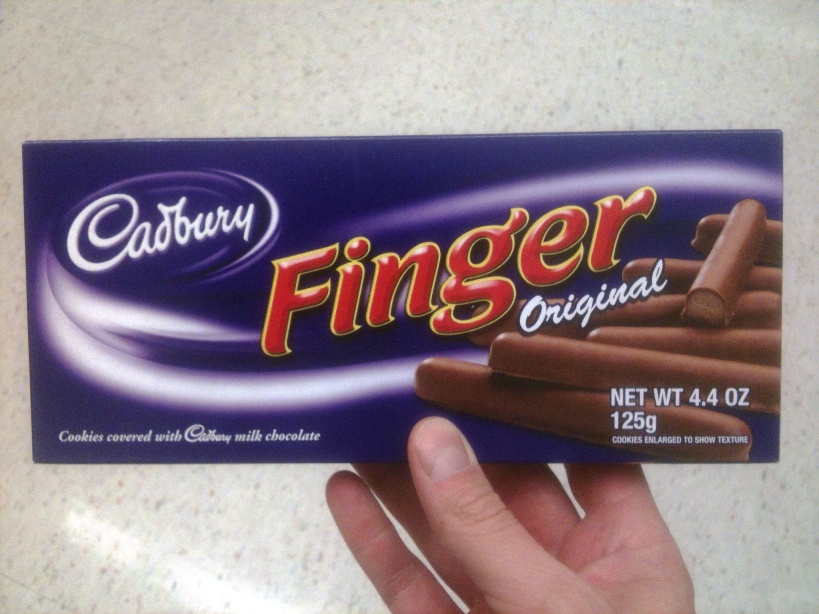 Cadbury
Finger
Original
NET WT 4.4 OZ
125g
COOKIES ENLARGED TO SHOW TEXTURE
Cookies covered with Cadbury milk chocolate